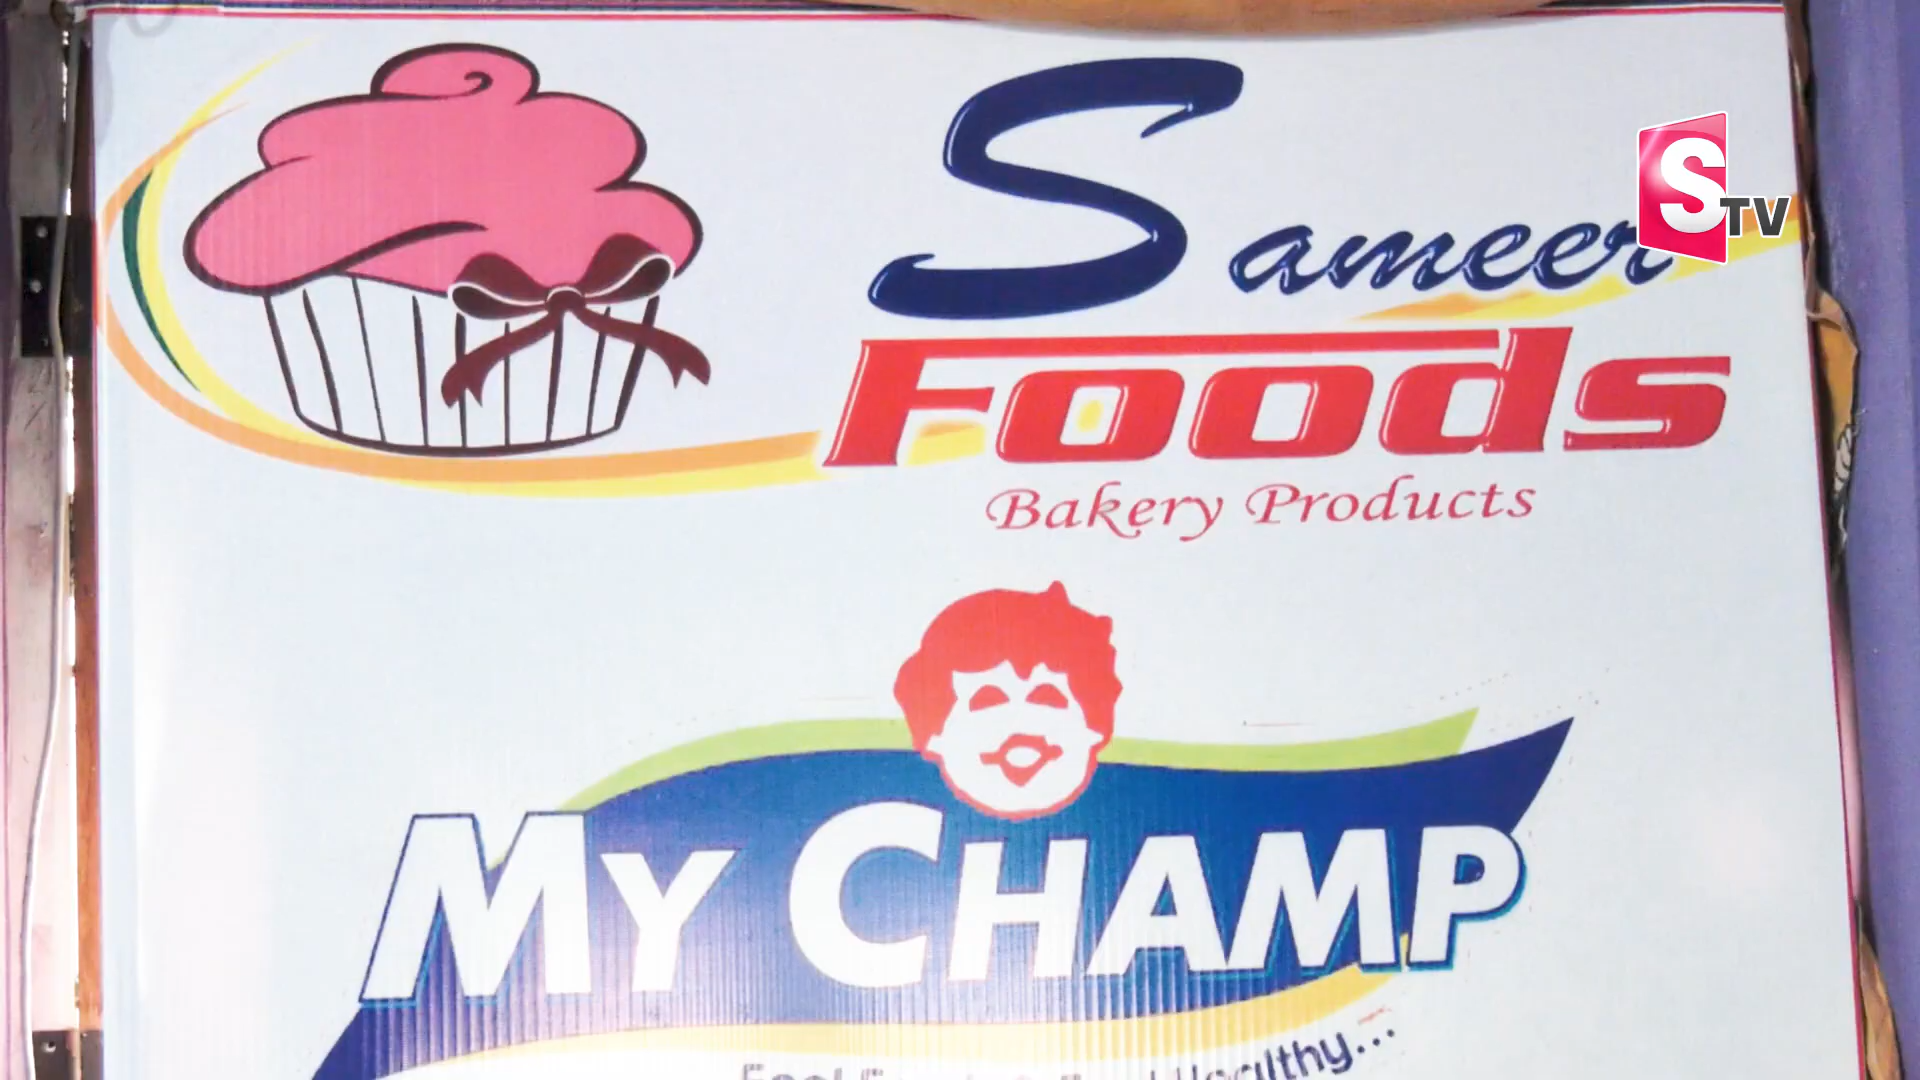 Sameer
STV
Foods
Bakery Products
MY CHAMP
Healthy...